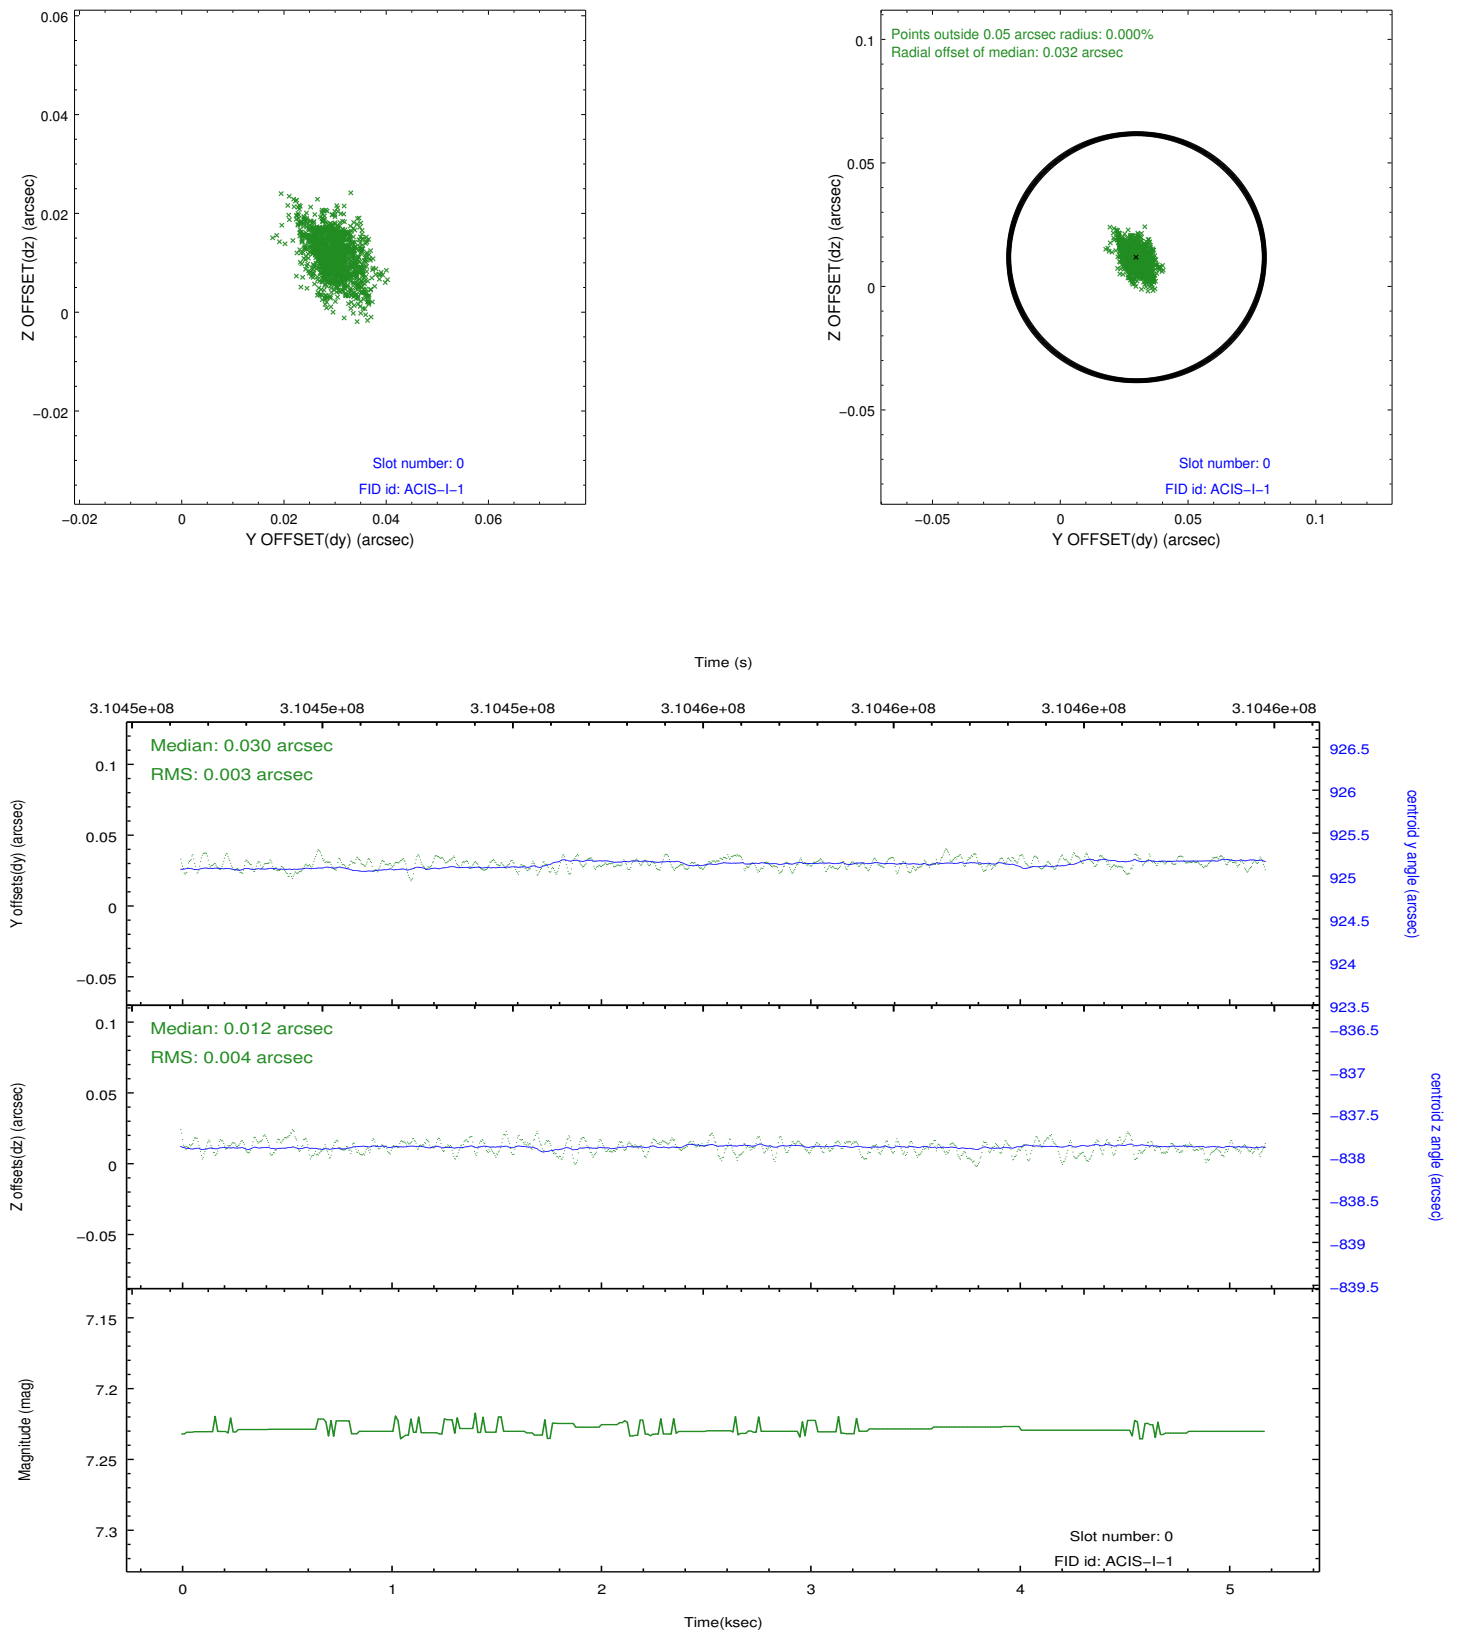 0.06
0.04
0.02
0
−0.02
Z OFFSET(dz) (arcsec)
Slot number: 0
FID id: ACIS−I−1
−0.02 0 0.02 0.04 0.06
Y OFFSET(dy) (arcsec)
Points outside 0.05 arcsec radius: 0.000%
Radial offset of median: 0.032 arcsec
0.1
0.05
0
−0.05
Z OFFSET(dz) (arcsec)
Slot number: 0
FID id: ACIS−I−1
−0.05 0 0.05 0.1
Y OFFSET(dy) (arcsec)
Time (s)
3.1045e+08 3.1045e+08 3.1045e+08 3.1046e+08 3.1046e+08 3.1046e+08 3.1046e+08
Median: 0.030 arcsec
RMS: 0.003 arcsec
0.1
0.05
0
−0.05
Y offsets(dy) (arcsec)
926.5
926
925.5
925
924.5
924
923.5
centroid y angle (arcsec)
Median: 0.012 arcsec
RMS: 0.004 arcsec
0.1
0.05
0
−0.05
Z offsets(dz) (arcsec)
−836.5
−837
−837.5
−838
−838.5
−839
−839.5
centroid z angle (arcsec)
7.15
7.2
7.25
7.3
Magnitude (mag)
Slot number: 0
FID id: ACIS−I−1
0 1 2 3 4 5
Time(ksec)